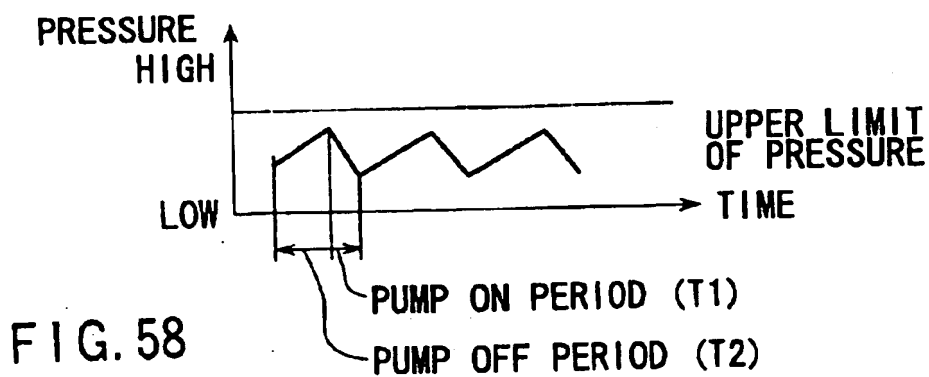 PRESSURE
HIGH
UPPER LIMIT
OF PRESSURE
LOW
TIME
PUMP ON PERIOD (T1)
PUMP OFF PERIOD (T2)
FIG. 58